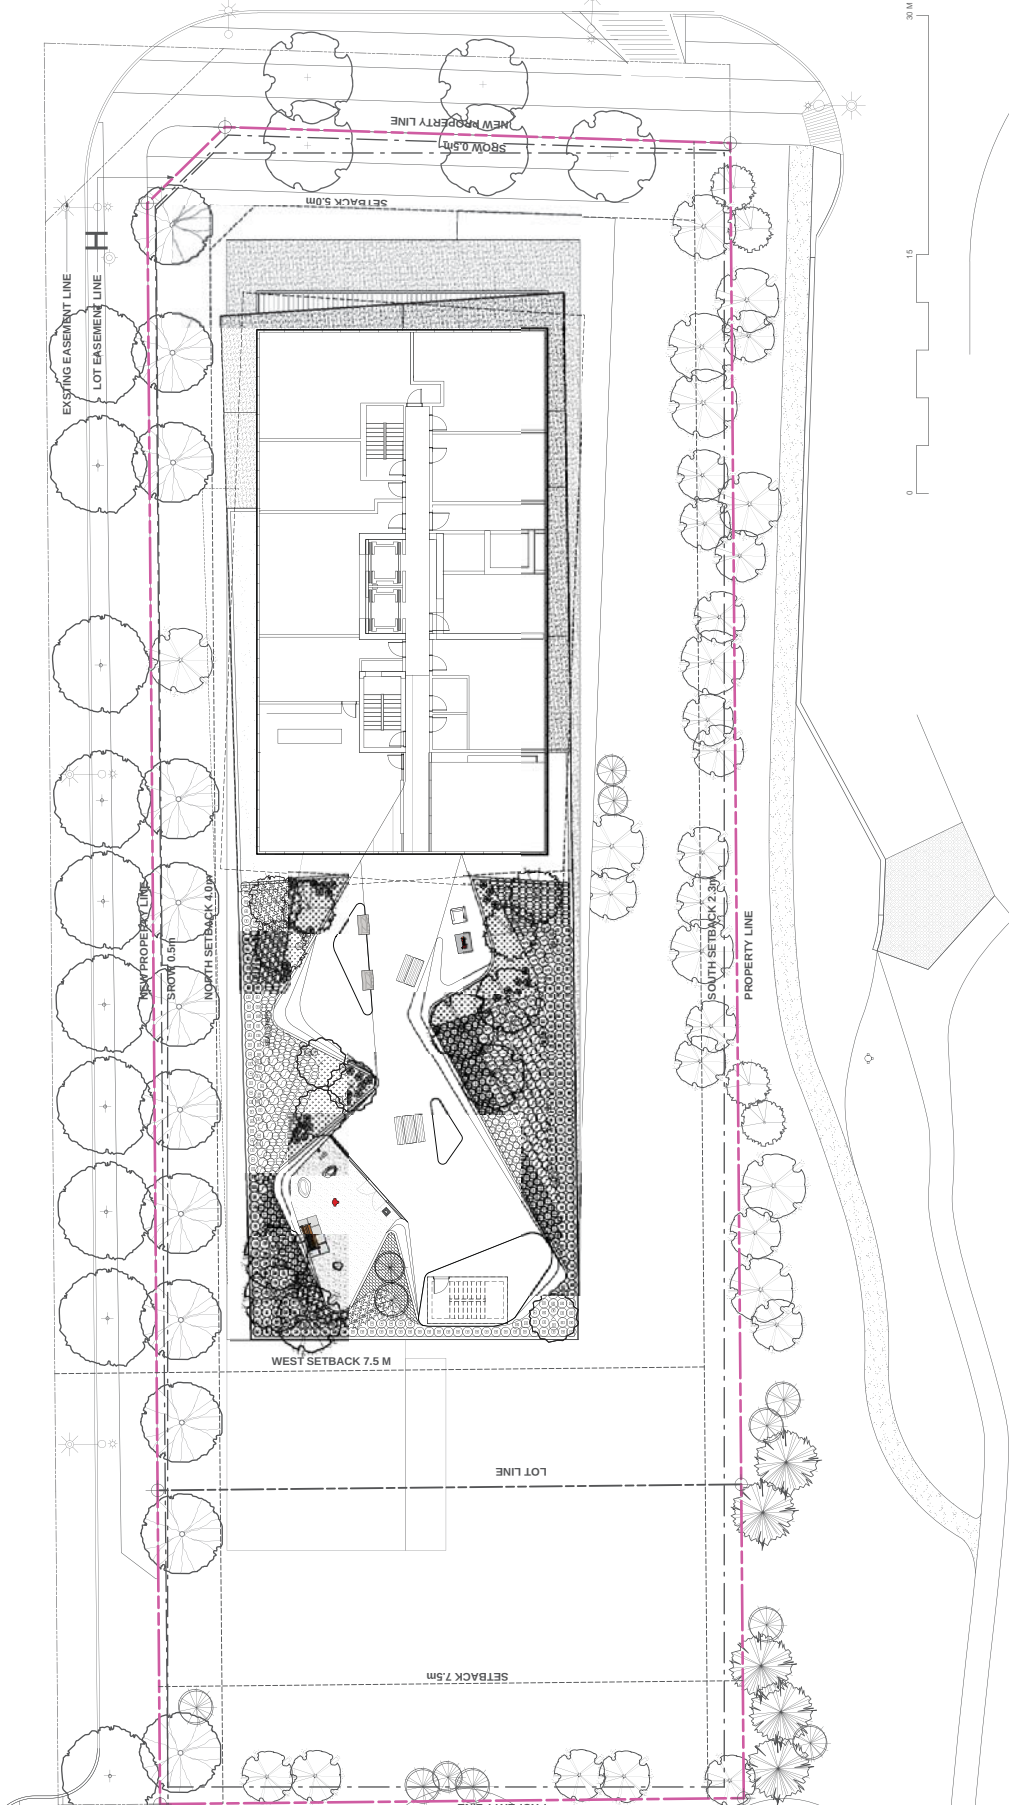 30 M
NEW PROPERTY LINE
SROW 0.5m
SETBACK 5.0m
H
EXSTING EASEMENT LINE
LOT EASEMENT LINE
15
0
NEW PROPERTY LINE
SROW 0.5m
NORTH SETBACK 4.0m
SOUTH SETBACK 2.3m
PROPERTY LINE
WEST SETBACK 7.5 M
LOT LINE
SETBACK 7.5m